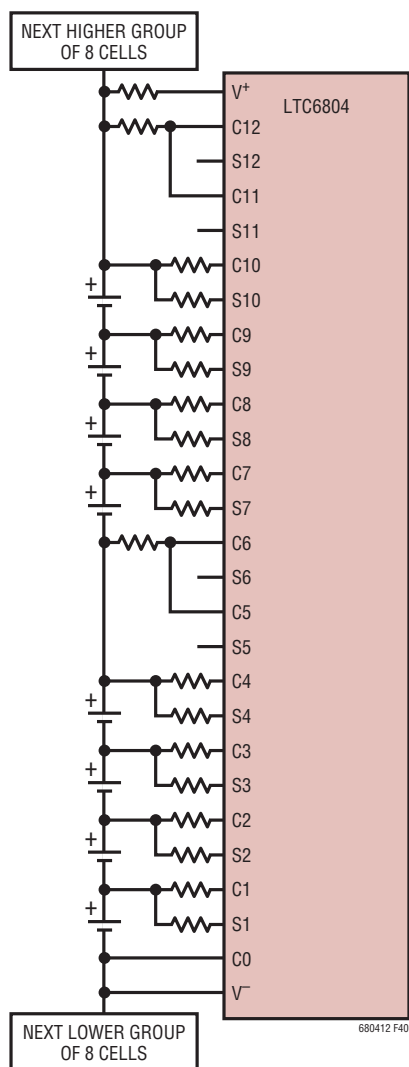 NEXT HIGHER GROUP
OF 8 CELLS
LTC6804
V+
C12
S12
C11
S11
C10
+
S10
C9
+
S9
C8
+
S8
C7
+
S7
C6
S6
C5
S5
C4
+
S4
C3
+
S3
C2
+
S2
C1
+
S1
C0
V–
NEXT LOWER GROUP
OF 8 CELLS
680412 F40